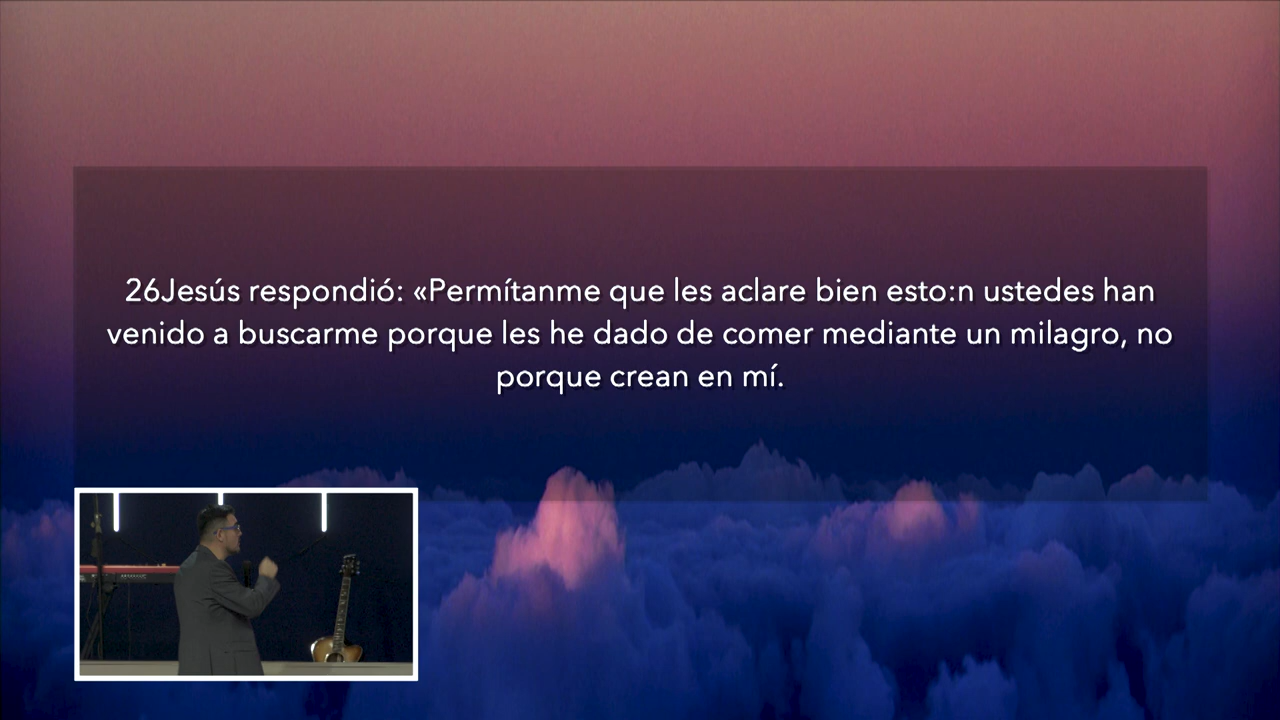 26Jesús respondió: «Permítanme que les aclare bien esto:n ustedes han
venido a buscarme porque les he dado de comer mediante un milagro, no
porque crean en mí.